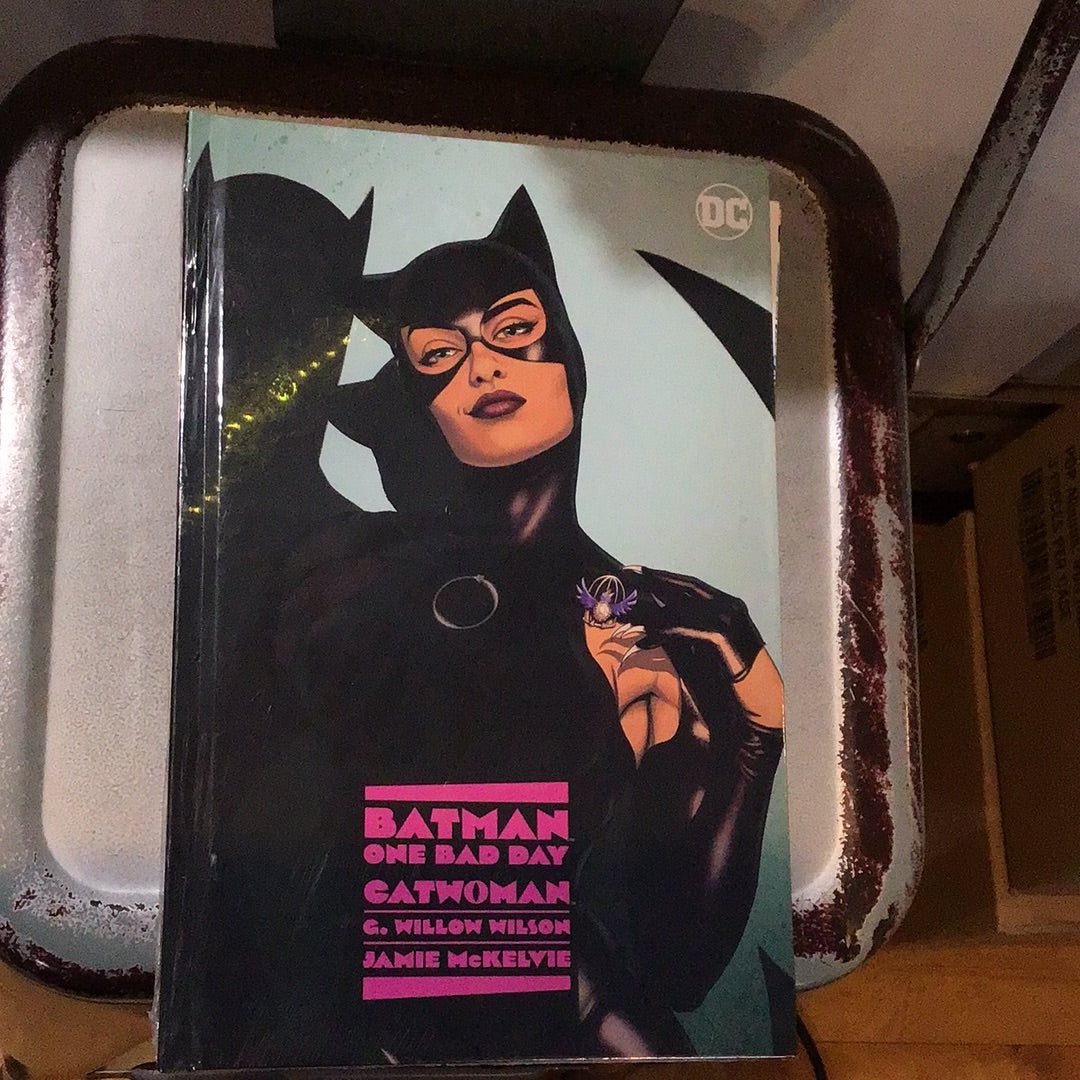 DC
BATMAN
ONE BAD DAY
CATWOMAN
G. WILLOW WILSON
JAMIE McKELVIE